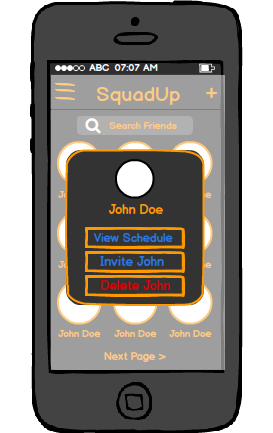 ABC 07:07 AM
SquadUp +
Search Friends
Jo
John Doe
View Schedule
Invite John
Delete John
John Doe John Doe John Doe
Next Page >